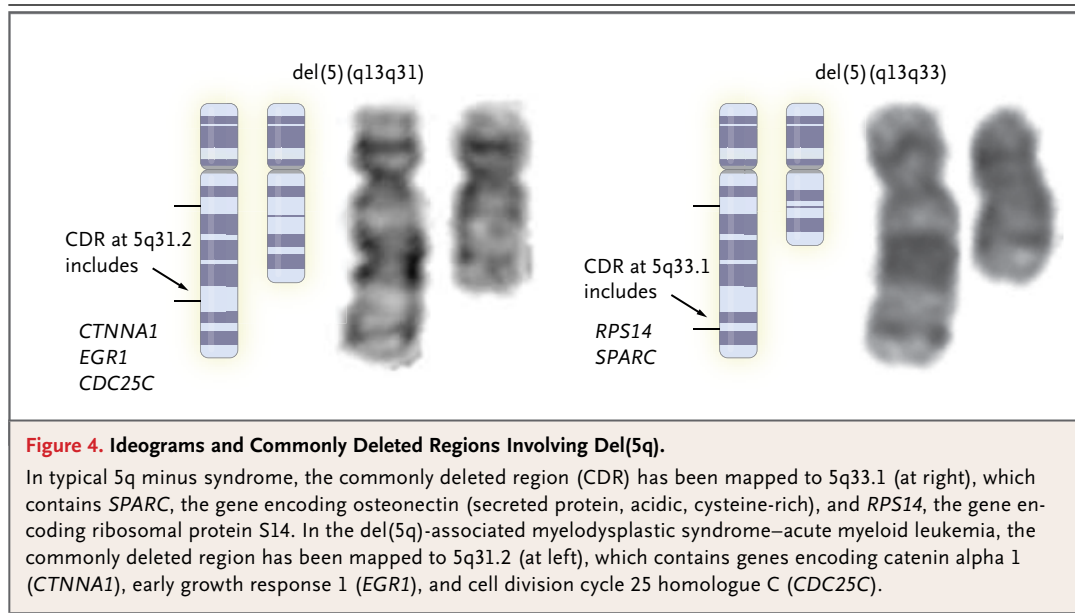 del(5)(q13q31)
CDR at 5q31.2
includes
CTNNA1
EGR1
CDC25C
del(5)(q13q33)
CDR at 5q33.1
includes
RPS14
SPARC
Figure 4. Ideograms and Commonly Deleted Regions Involving Del(5q).
In typical 5q minus syndrome, the commonly deleted region (CDR) has been mapped to 5q33.1 (at right), which
contains SPARC, the gene encoding osteonectin (secreted protein, acidic, cysteine-rich), and RPS14, the gene en-
coding ribosomal protein S14. In the del(5q)-associated myelodysplastic syndrome–acute myeloid leukemia, the
commonly deleted region has been mapped to 5q31.2 (at left), which contains genes encoding catenin alpha 1
(CTNNA1), early growth response 1 (EGR1), and cell division cycle 25 homologue C (CDC25C).